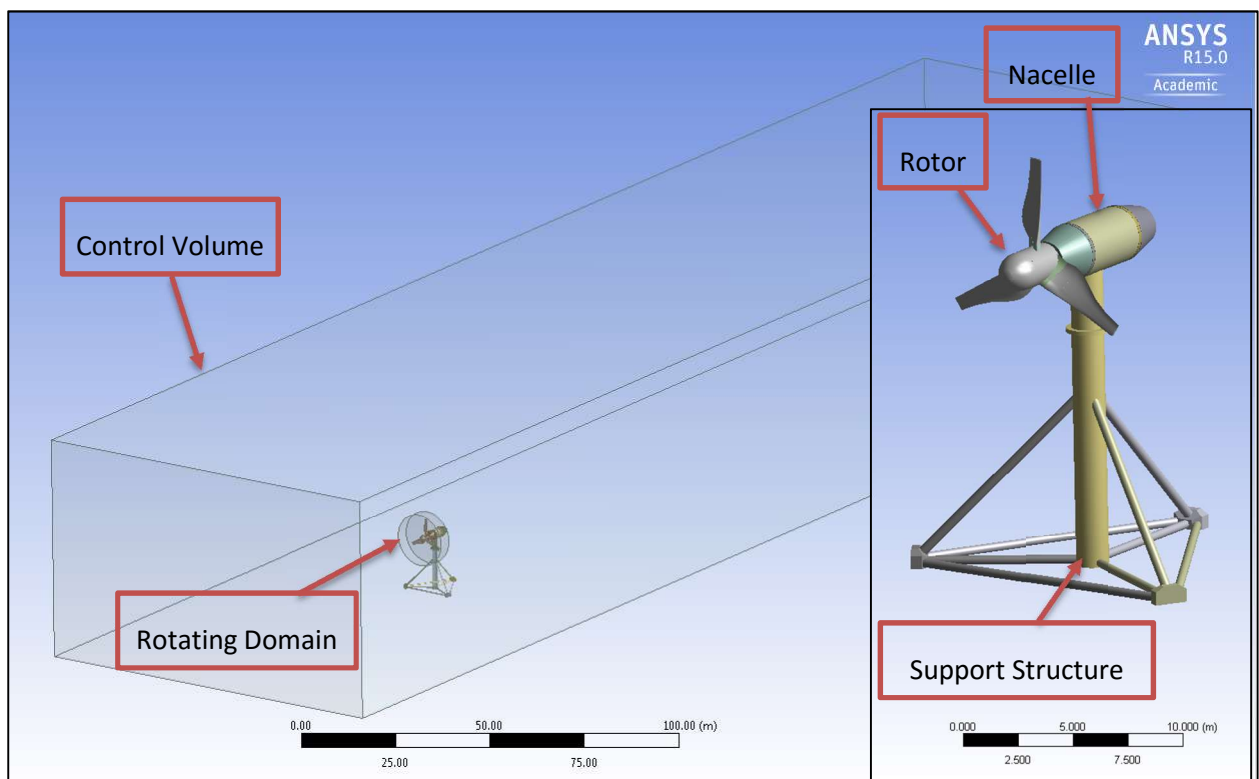 ANSYS
R15.0
Academic
Nacelle
Rotor
Control Volume
Rotating Domain
Support Structure
0.00 50.00 100.00 (m)
25.00 75.00
0.000 5.000 10.000 (m)
2.500 7.500